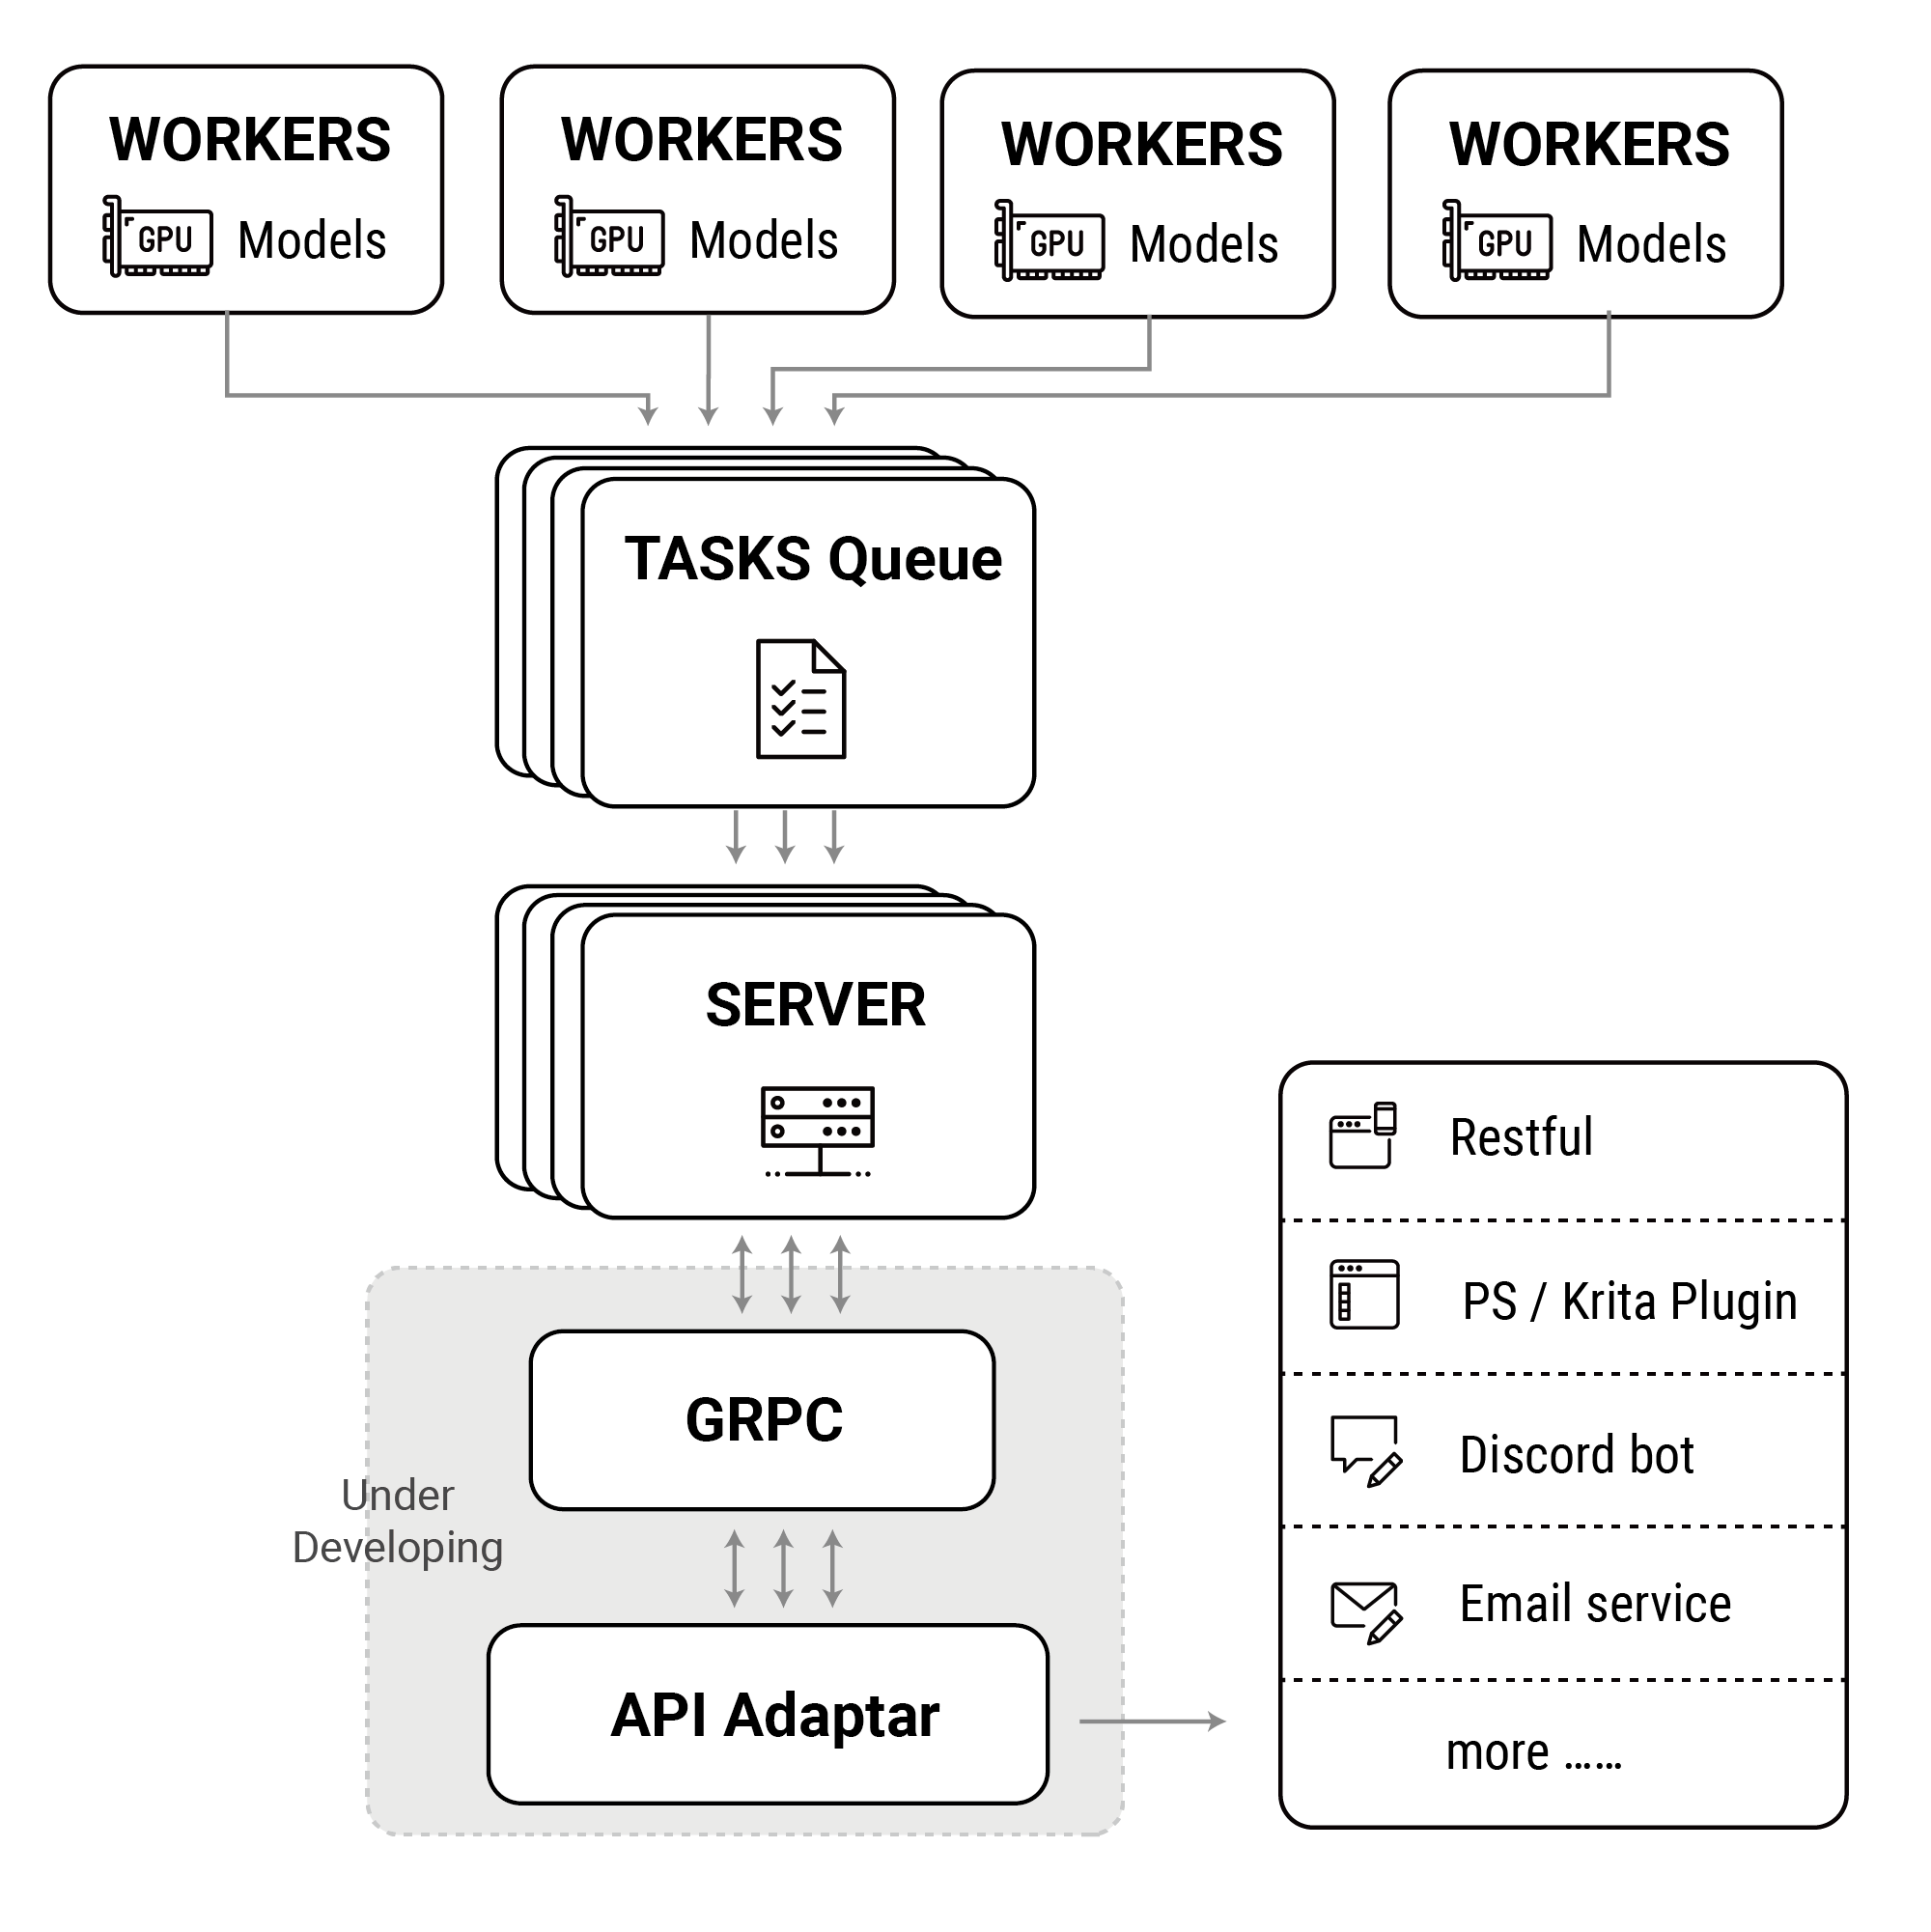 WORKERS
GPU Models
WORKERS
GPU Models
WORKERS
GPU Models
WORKERS
GPU Models
TASKS Queue
SERVER
GRPC
Under
Developing
API Adaptar
Restful
PS / Krita Plugin
Discord bot
Email service
more ......